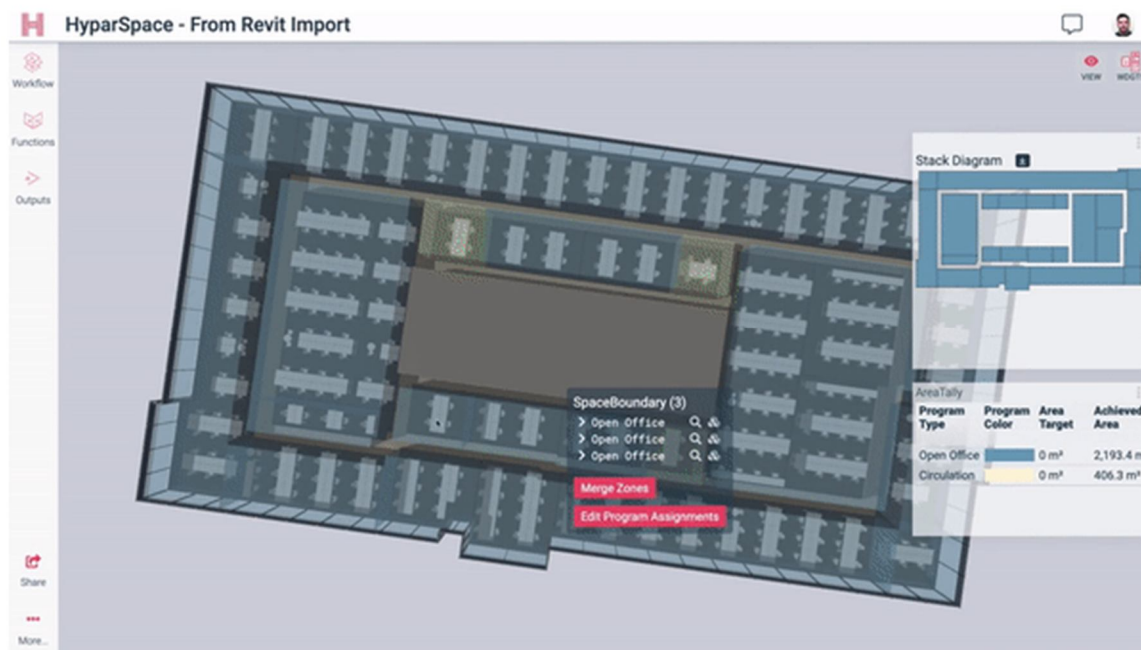 HyparSpace - From Revit Import
Workflow
Functions
Outputs
VIEW
Stack Diagram
SpaceBoundary (3)
Open Office
Open Office
Open Office
Merge Zones
Edit Program Assignments
AreaTally
Program Type Program Color Area Target Achieved Area
Open Office 0 m² 2,193.4 m
Circulation 0 m² 406.3 m²
Share
More...